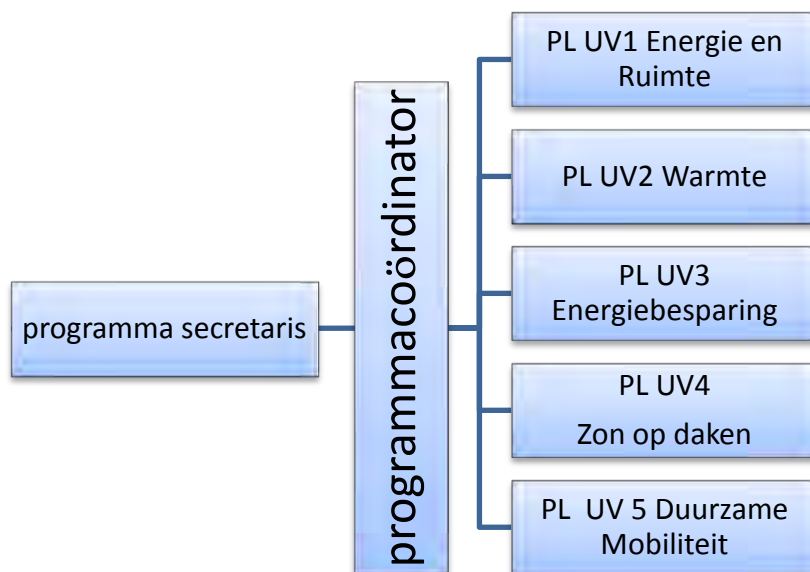 programma secretaris
programmacoördinator
PL UV1 Energie en
Ruimte
PL UV2 Warmte
PL UV3
Energiebesparing
PL UV4
Zon op daken
PL UV 5 Duurzame
Mobiliteit